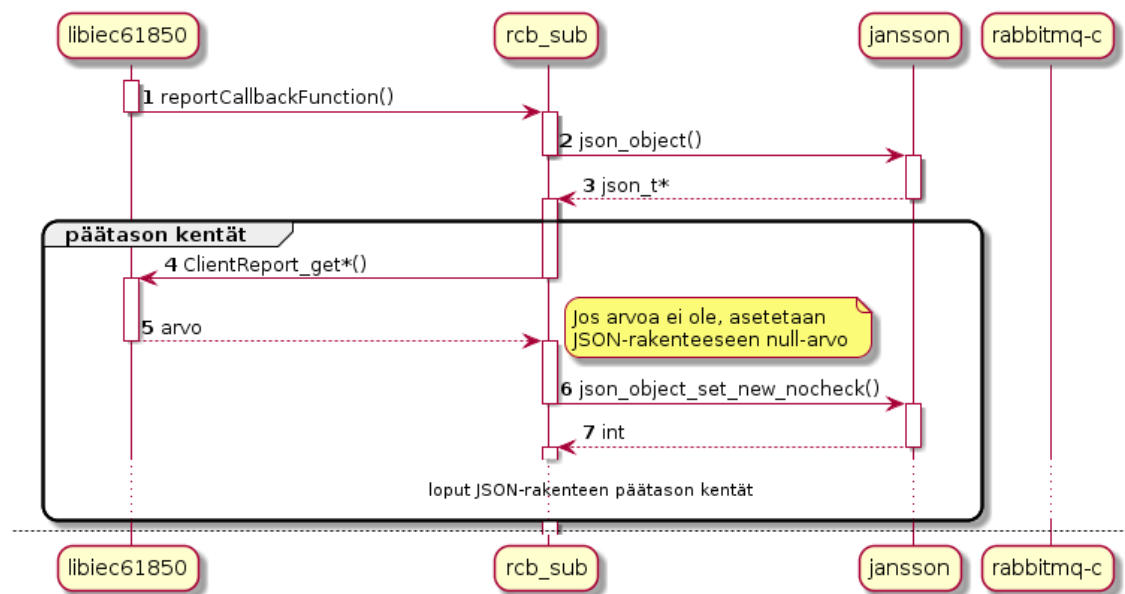 libiec61850 rcb_sub jansson rabbitmq-c
1 reportCallbackFunction()
2 json_object()
3 json_t*
päätason kentät
4 ClientReport_get*()
Jos arvoa ei ole, asetetaan
JSON-rakenteeseen null-arvo
5 arvo
6 json_object_set_new_nocheck()
7 int
loput JSON-rakenteen päätason kentät
libiec61850 rcb_sub jansson rabbitmq-c